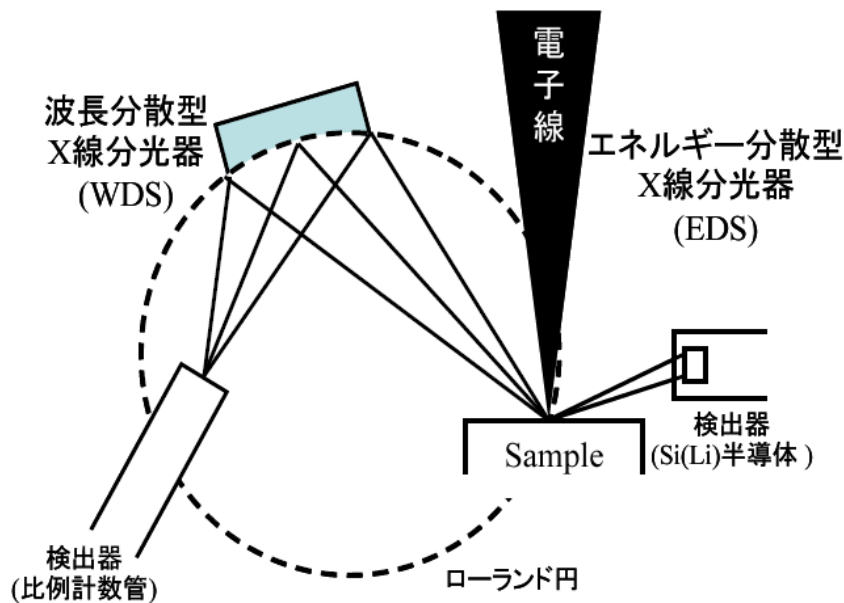 電子線
波長分散型
X線分光器
(WDS)
エネルギー分散型
X線分光器
(EDS)
検出器
(Si(Li)半導体 )
Sample
検出器
(比例計数管)
ローランド円